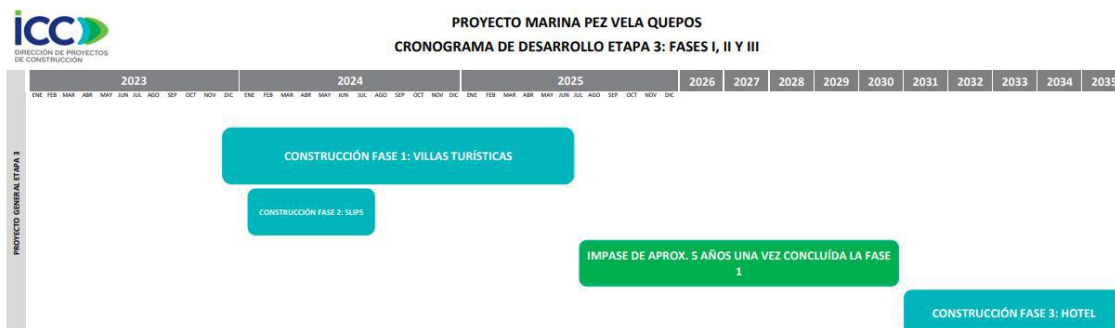 icc
DIRECCIÓN DE PROYECTOS
DE CONSTRUCCIÓN
PROYECTO MARINA PEZ VELA QUEPOS
CRONOGRAMA DE DESARROLLO ETAPA 3: FASES I, II Y III
2023 2024 2025 2026 2027 2028 2029 2030 2031 2032 2033 2034 2035
ENE FEB MAR ABR MAY JUN JUL AGO SEP OCT NOV DIC ENE FEB MAR ABR MAY JUN JUL AGO SEP OCT NOV DIC ENE FEB MAR ABR MAY JUN JUL AGO SEP OCT NOV DIC
PROYECTO GENERAL ETAPA 3
CONSTRUCCIÓN FASE 1: VILLAS TURÍSTICAS
CONSTRUCCIÓN FASE 2: SLIPS
IMPASE DE APROX. 5 AÑOS UNA VEZ CONCLUÍDA LA FASE
1
CONSTRUCCIÓN FASE 3: HOTEL